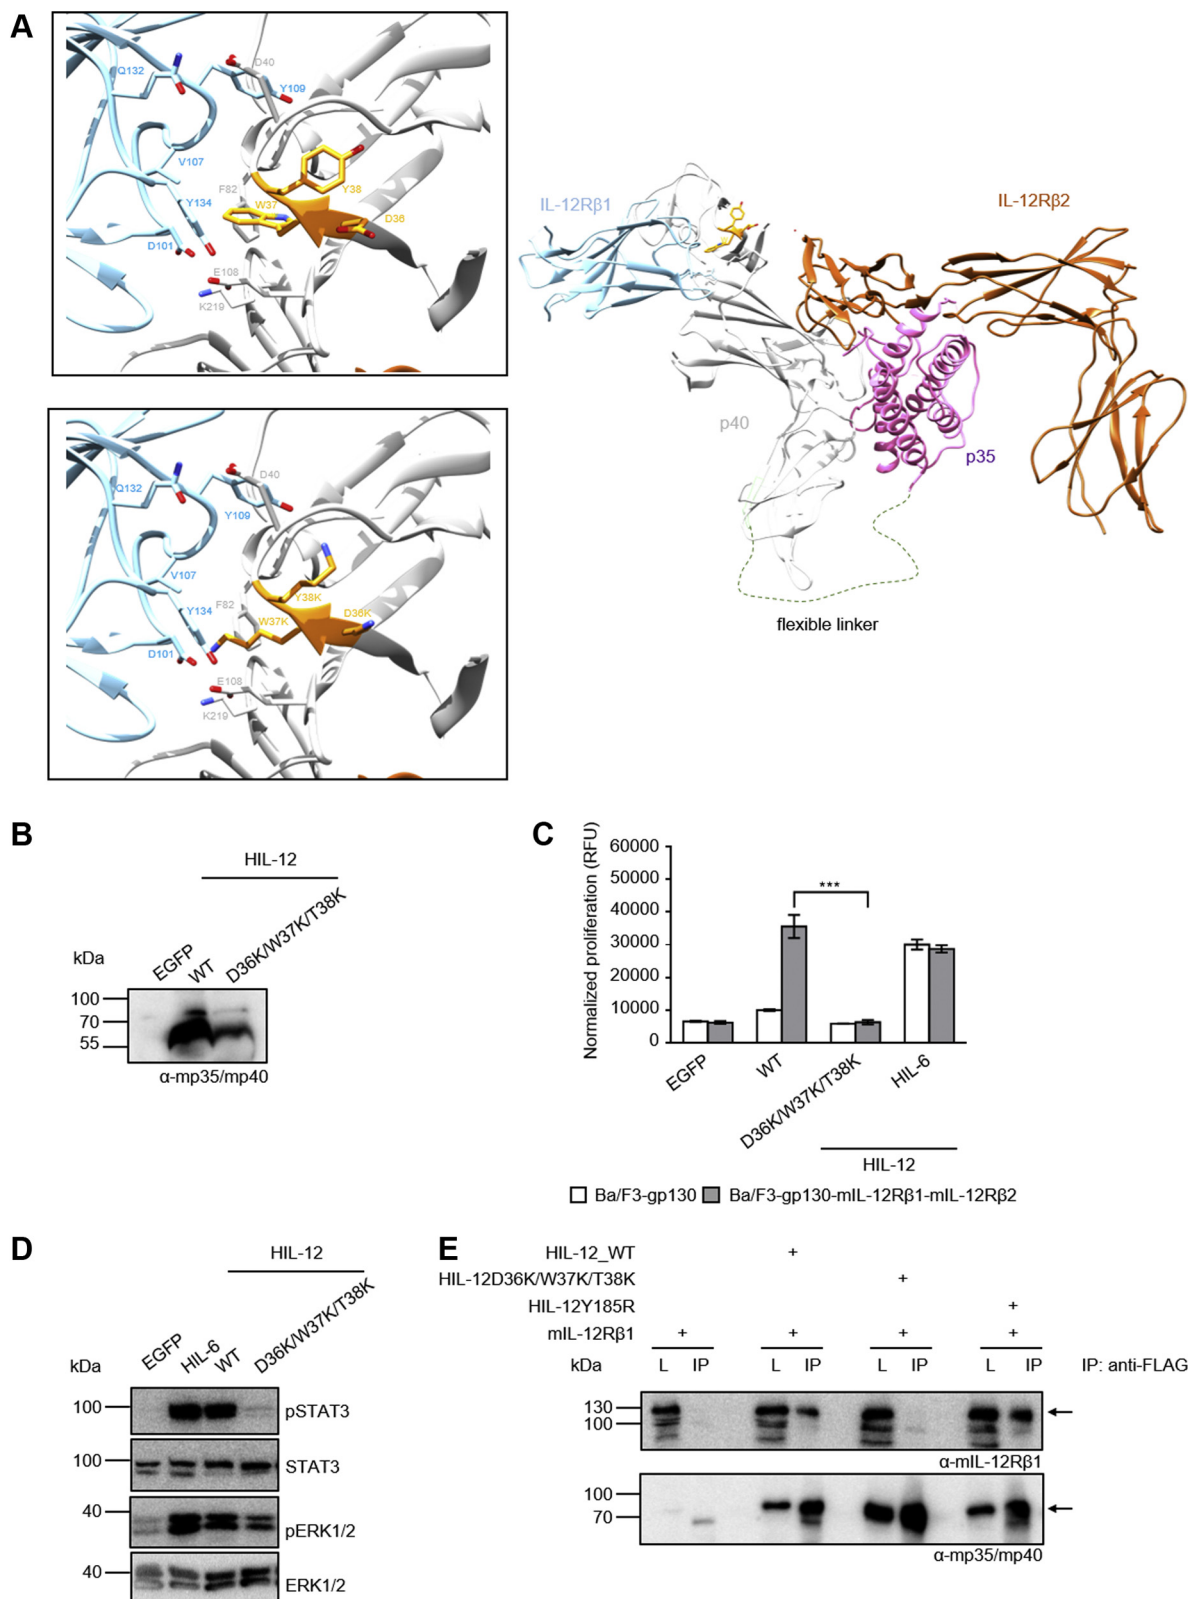 A
Q132
D40
Y109
V107
F82
Y38
W37
D36
Y134
D101
E108
K219
IL-12Rβ1
IL-12Rβ2
p40
p35
flexible linker
Q132
D40
Y109
V107
Y38K
F82
Y134
W37K
D36K
D101
E108
K219
B
HIL-12
kDa
EGFP
WT
D36K/W37K/T38K
100
70
55
α-mp35/mp40
C
Normalized proliferation (RFU)
60000
50000
40000
30000
20000
10000
0
***
EGFP
WT
D36K/W37K/T38K
HIL-6
HIL-12
Ba/F3-gp130
Ba/F3-gp130-mIL-12Rβ1-mIL-12Rβ2
D
HIL-12
kDa
EGFP
HIL-6
WT
D36K/W37K/T38K
100
pSTAT3
100
STAT3
40
pERK1/2
40
ERK1/2
E
HIL-12_WT +
HIL-12D36K/W37K/T38K +
HIL-12Y185R +
mIL-12Rβ1 + + + +
kDa L IP L IP L IP L IP IP: anti-FLAG
130
100
α-mIL-12Rβ1
100
70
α-mp35/mp40